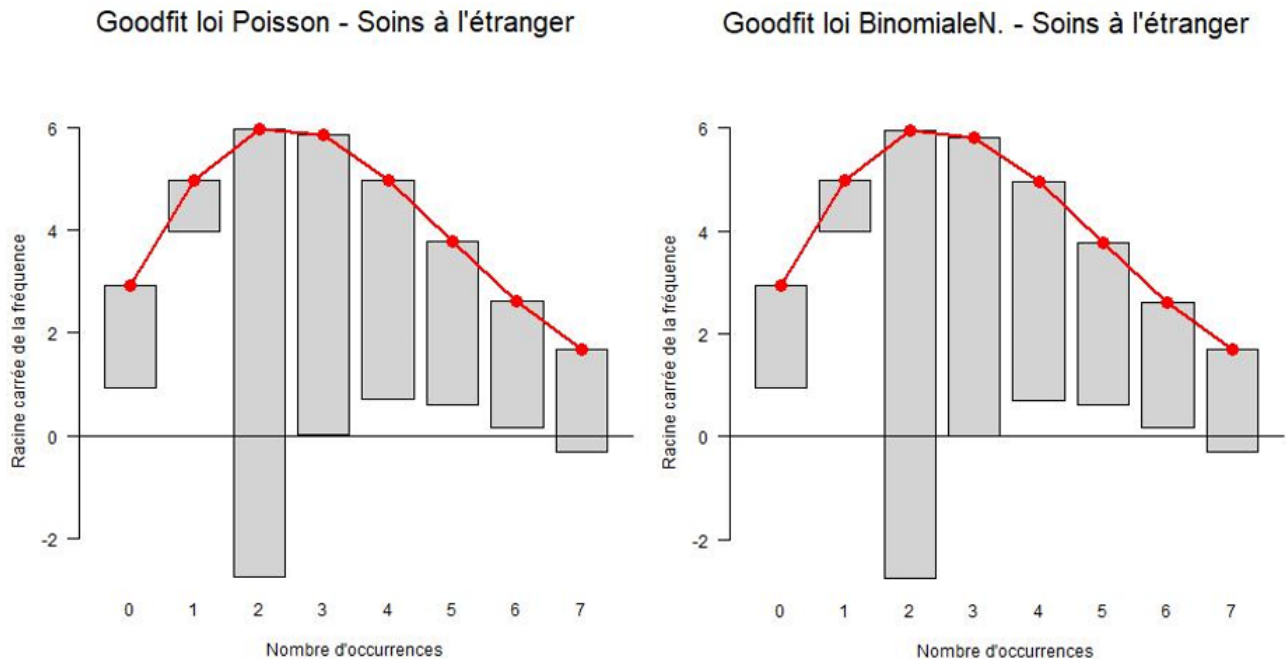 Goodfit loi Poisson - Soins à l'étranger
Racine carrée de la fréquence
6
4
2
0
-2
0 1 2 3 4 5 6 7
Nombre d'occurrences
Goodfit loi BinomialeN. - Soins à l'étranger
Racine carrée de la fréquence
6
4
2
0
-2
0 1 2 3 4 5 6 7
Nombre d'occurrences